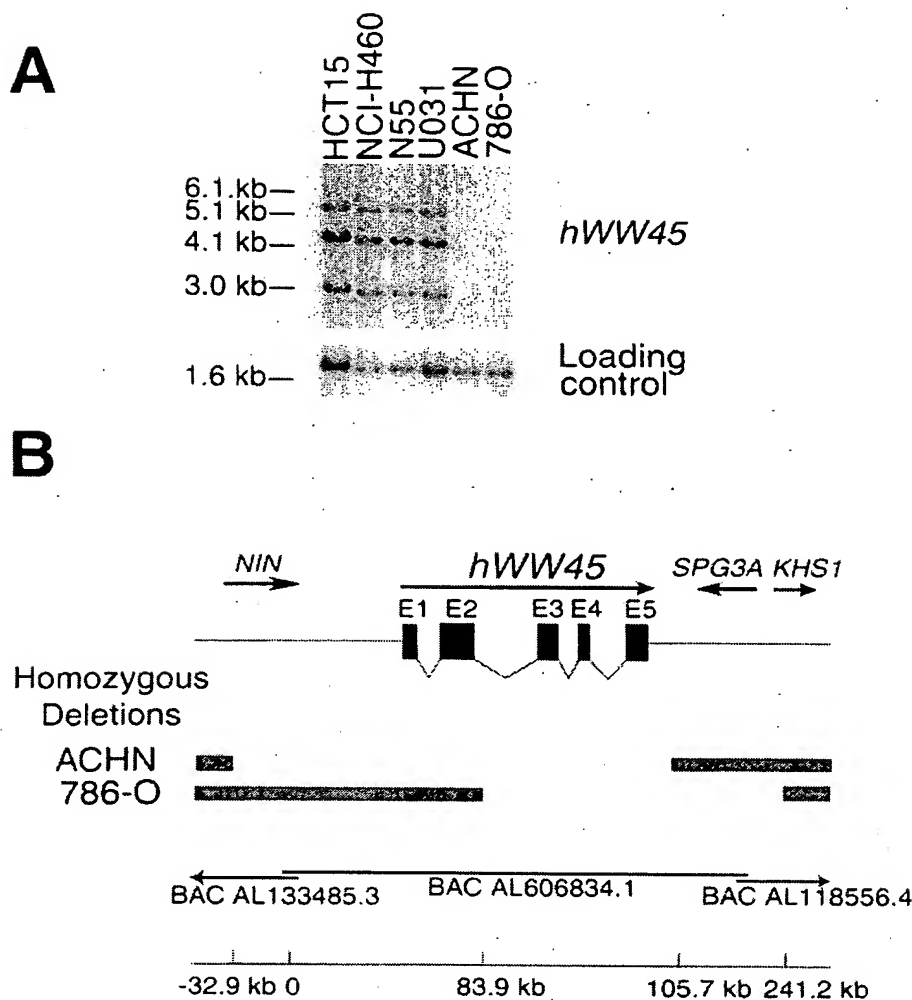 A
HCT15
NCI-H460
N55
U031
ACHN
786-O
6.1.kb
5.1 kb
4.1 kb
3.0 kb
hWW45
1.6 kb
Loading
control
B
NIN
hWW45
SPG3A KHS1
E1 E2 E3 E4 E5
Homozygous
Deletions
ACHN
786-O
BAC AL133485.3 BAC AL606834.1 BAC AL118556.4
-32.9 kb 0 83.9 kb 105.7 kb 241.2 kb